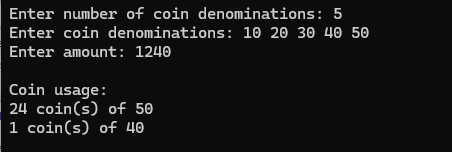 Enter number of coin denominations: 5
Enter coin denominations: 10 20 30 40 50
Enter amount: 1240
Coin usage:
24 coin(s) of 50
1 coin(s) of 40